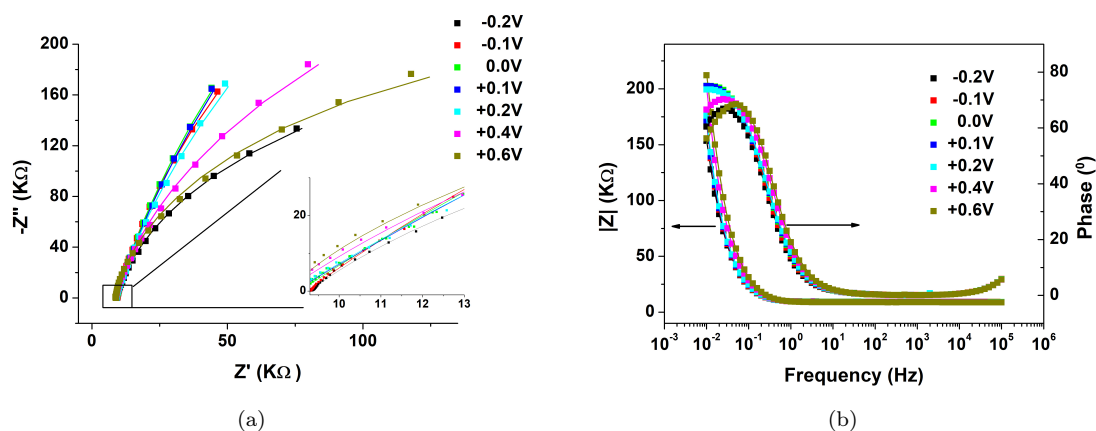 200
160
120
80
40
0
-Z" (KΩ)
0
50
100
Z' (KΩ)
20
0
10
11
12
13
-0.2V
-0.1V
0.0V
+0.1V
+0.2V
+0.4V
+0.6V
(a)
200
150
100
50
0
|Z| (KΩ)
10⁻³ 10⁻² 10⁻¹ 10⁰ 10¹ 10² 10³ 10⁴ 10⁵ 10⁶
Frequency (Hz)
80
60
40
20
0
Phase (⁰)
-0.2V
-0.1V
0.0V
+0.1V
+0.2V
+0.4V
+0.6V
(b)